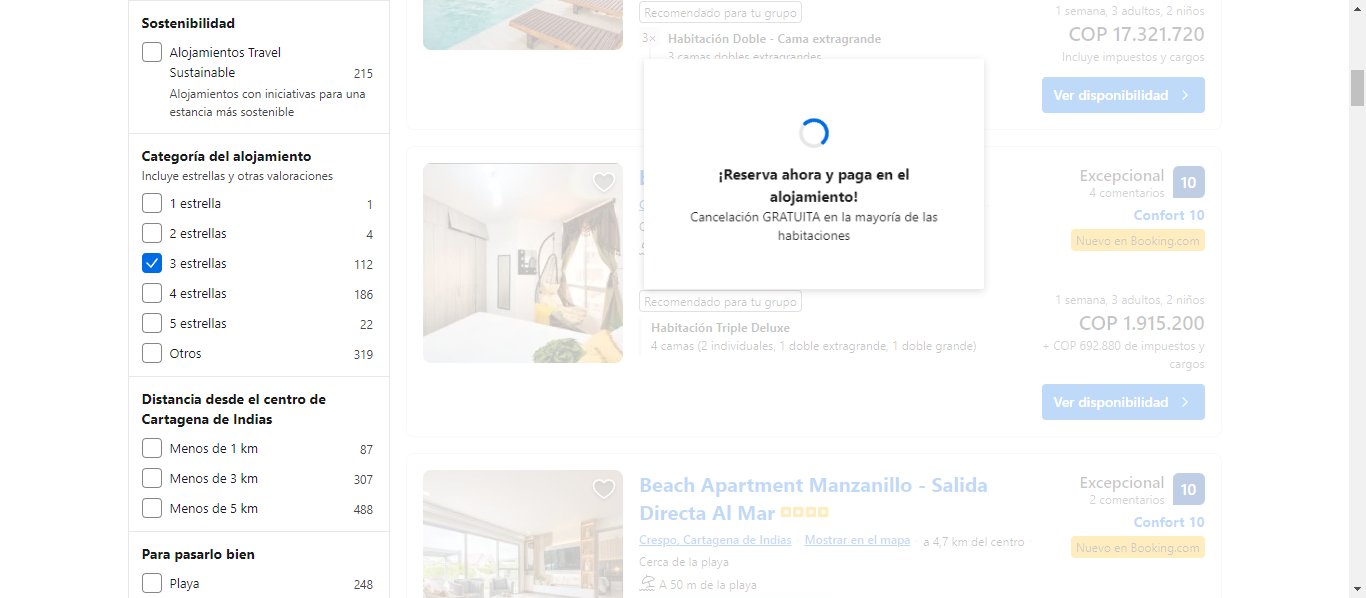 Sostenibilidad
Alojamientos Travel
Sustainable 215
Alojamientos con iniciativas para una
estancia más sostenible
Categoría del alojamiento
Incluye estrellas y otras valoraciones
1 estrella 1
2 estrellas 4
3 estrellas 112
4 estrellas 186
5 estrellas 22
Otros 319
Distancia desde el centro de
Cartagena de Indias
Menos de 1 km 87
Menos de 3 km 307
Menos de 5 km 488
Para pasarlo bien
Playa 248
Recomendado para tu grupo
3× Habitación Doble - Cama extragrande
3 camas dobles extragrandes
1 semana, 3 adultos, 2 niños
COP 17.321.720
Incluye impuestos y cargos
Ver disponibilidad
¡Reserva ahora y paga en el
alojamiento!
Cancelación GRATUITA en la mayoría de las
habitaciones
Excepcional 10
4 comentarios
Confort 10
Nuevo en Booking.com
Recomendado para tu grupo
Habitación Triple Deluxe
4 camas (2 individuales, 1 doble extragrande, 1 doble grande)
1 semana, 3 adultos, 2 niños
COP 1.915.200
+ COP 692.880 de impuestos y
cargos
Ver disponibilidad
Beach Apartment Manzanillo - Salida
Directa Al Mar
Crespo, Cartagena de Indias · Mostrar en el mapa · a 4,7 km del centro ·
Cerca de la playa
A 50 m de la playa
Excepcional 10
2 comentarios
Confort 10
Nuevo en Booking.com